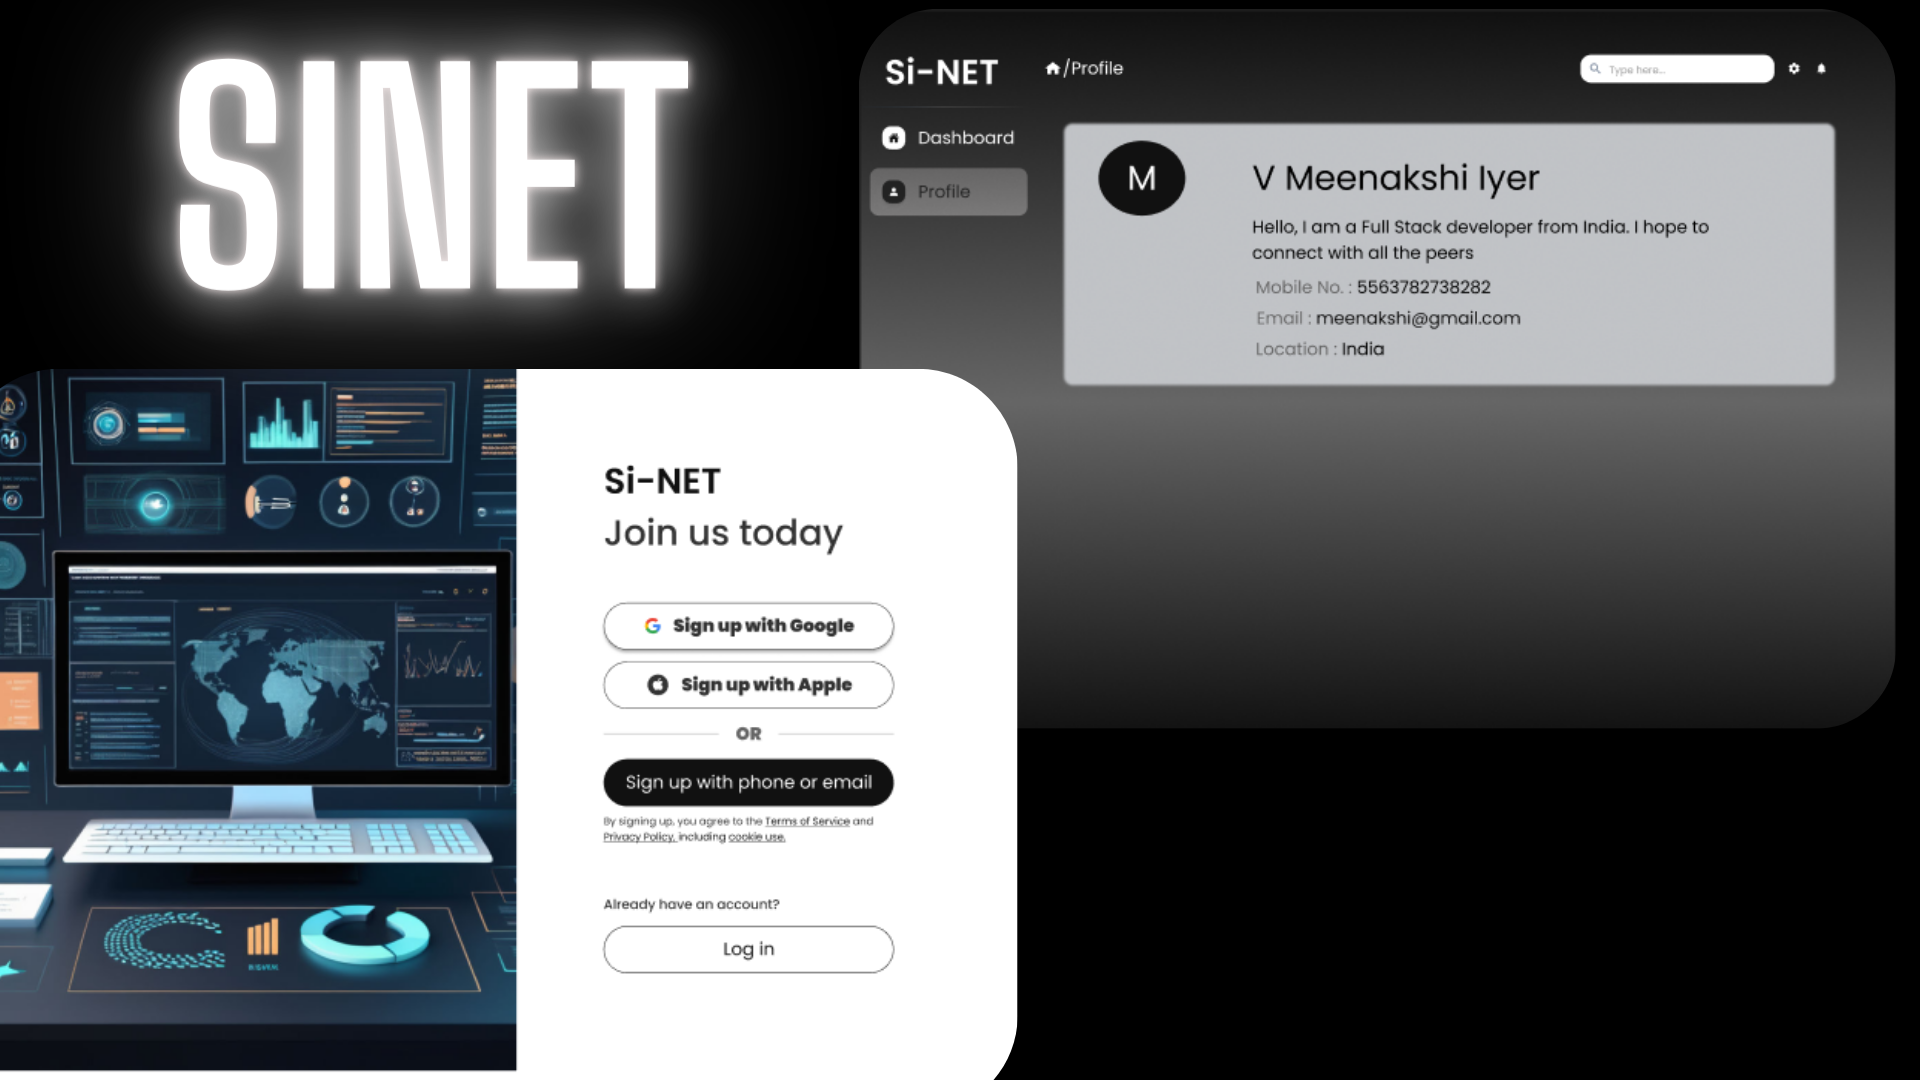 SINET
Si-NET
/Profile
Type here...
Dashboard
Profile
M
V Meenakshi Iyer
Hello, I am a Full Stack developer from India. I hope to
connect with all the peers
Mobile No. : 5563782738282
Email : meenakshi@gmail.com
Location : India
Si-NET
Join us today
Sign up with Google
Sign up with Apple
OR
Sign up with phone or email
By signing up, you agree to the Terms of Service and
Privacy Policy, including cookie use.
Already have an account?
Log in